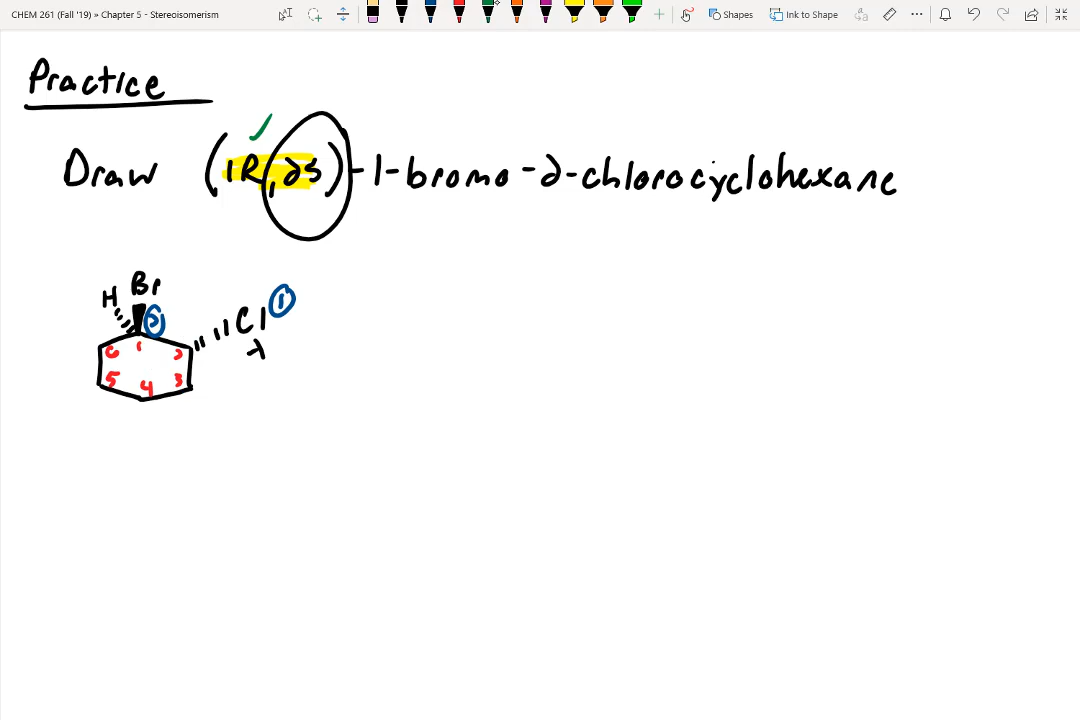 CHEM 261 (Fall '19) » Chapter 5 - Stereoisomerism
Shapes
Ink to Shape
Practice
Draw (1R, 2S)-1-bromo-2-chlorocyclohexane
H Br
2 Cl 1
6 1 2
5 4 3